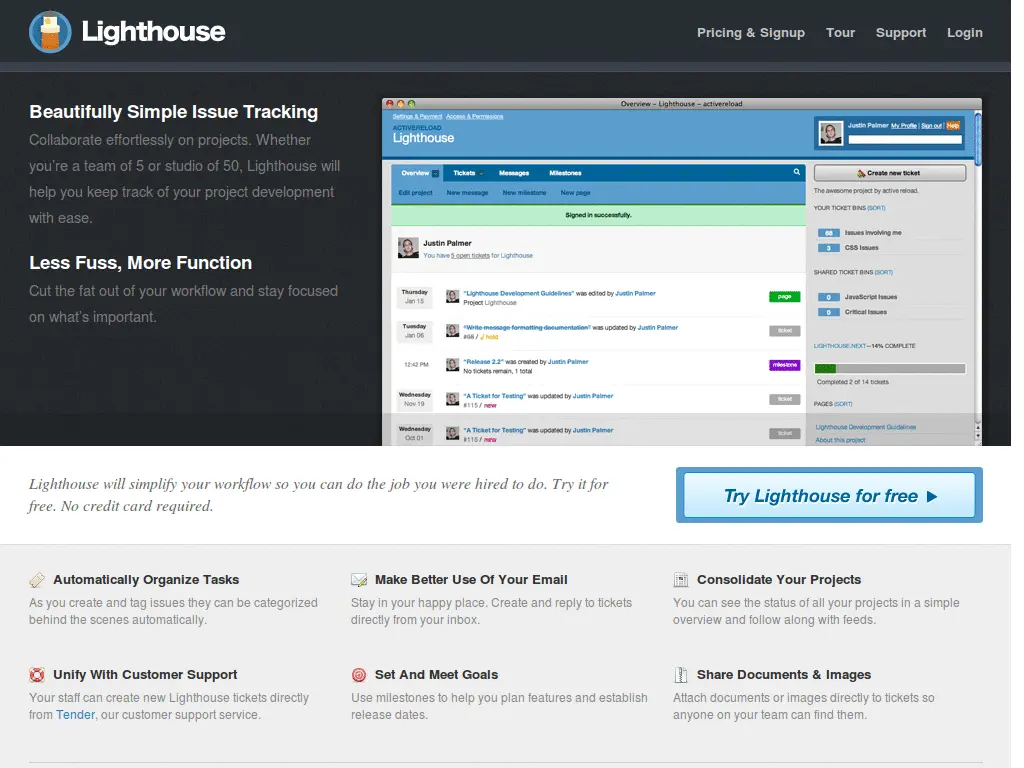 Lighthouse
Pricing & Signup Tour Support Login
Beautifully Simple Issue Tracking
Collaborate effortlessly on projects. Whether
you're a team of 5 or studio of 50, Lighthouse will
help you keep track of your project development
with ease.
Less Fuss, More Function
Cut the fat out of your workflow and stay focused
on what's important.
Overview – Lighthouse – activereload
Settings & Payment Access & Permissions
ACTIVERELOAD
Lighthouse
Justin Palmer My Profile | Sign out | Help
Overview Tickets Messages Milestones
Edit project New message New milestone New page
Signed in successfully.
Justin Palmer
You have 5 open tickets for Lighthouse
Thursday
Jan 15
"Lighthouse Development Guidelines" was edited by Justin Palmer
Project Lighthouse
page
Tuesday
Jan 06
"Write message formatting documentation" was updated by Justin Palmer
#98 / hold
ticket
12:42 PM
"Release 2.2" was created by Justin Palmer
No tickets remain, 1 total
milestone
Wednesday
Nov 19
"A Ticket for Testing" was updated by Justin Palmer
#115 / new
ticket
Wednesday
Oct 01
"A Ticket for Testing" was updated by Justin Palmer
#115 / new
ticket
Create new ticket
The awesome project by active reload.
YOUR TICKET BINS (SORT)
68 Issues involving me
3 CSS Issues
SHARED TICKET BINS (SORT)
0 JavaScript Issues
0 Critical Issues
LIGHTHOUSE.NEXT—14% COMPLETE
Completed 2 of 14 tickets
PAGES (SORT)
Lighthouse Development Guidelines
About this project
Lighthouse will simplify your workflow so you can do the job you were hired to do. Try it for
free. No credit card required.
Try Lighthouse for free
Automatically Organize Tasks
As you create and tag issues they can be categorized
behind the scenes automatically.
Make Better Use Of Your Email
Stay in your happy place. Create and reply to tickets
directly from your inbox.
Consolidate Your Projects
You can see the status of all your projects in a simple
overview and follow along with feeds.
Unify With Customer Support
Your staff can create new Lighthouse tickets directly
from Tender, our customer support service.
Set And Meet Goals
Use milestones to help you plan features and establish
release dates.
Share Documents & Images
Attach documents or images directly to tickets so
anyone on your team can find them.